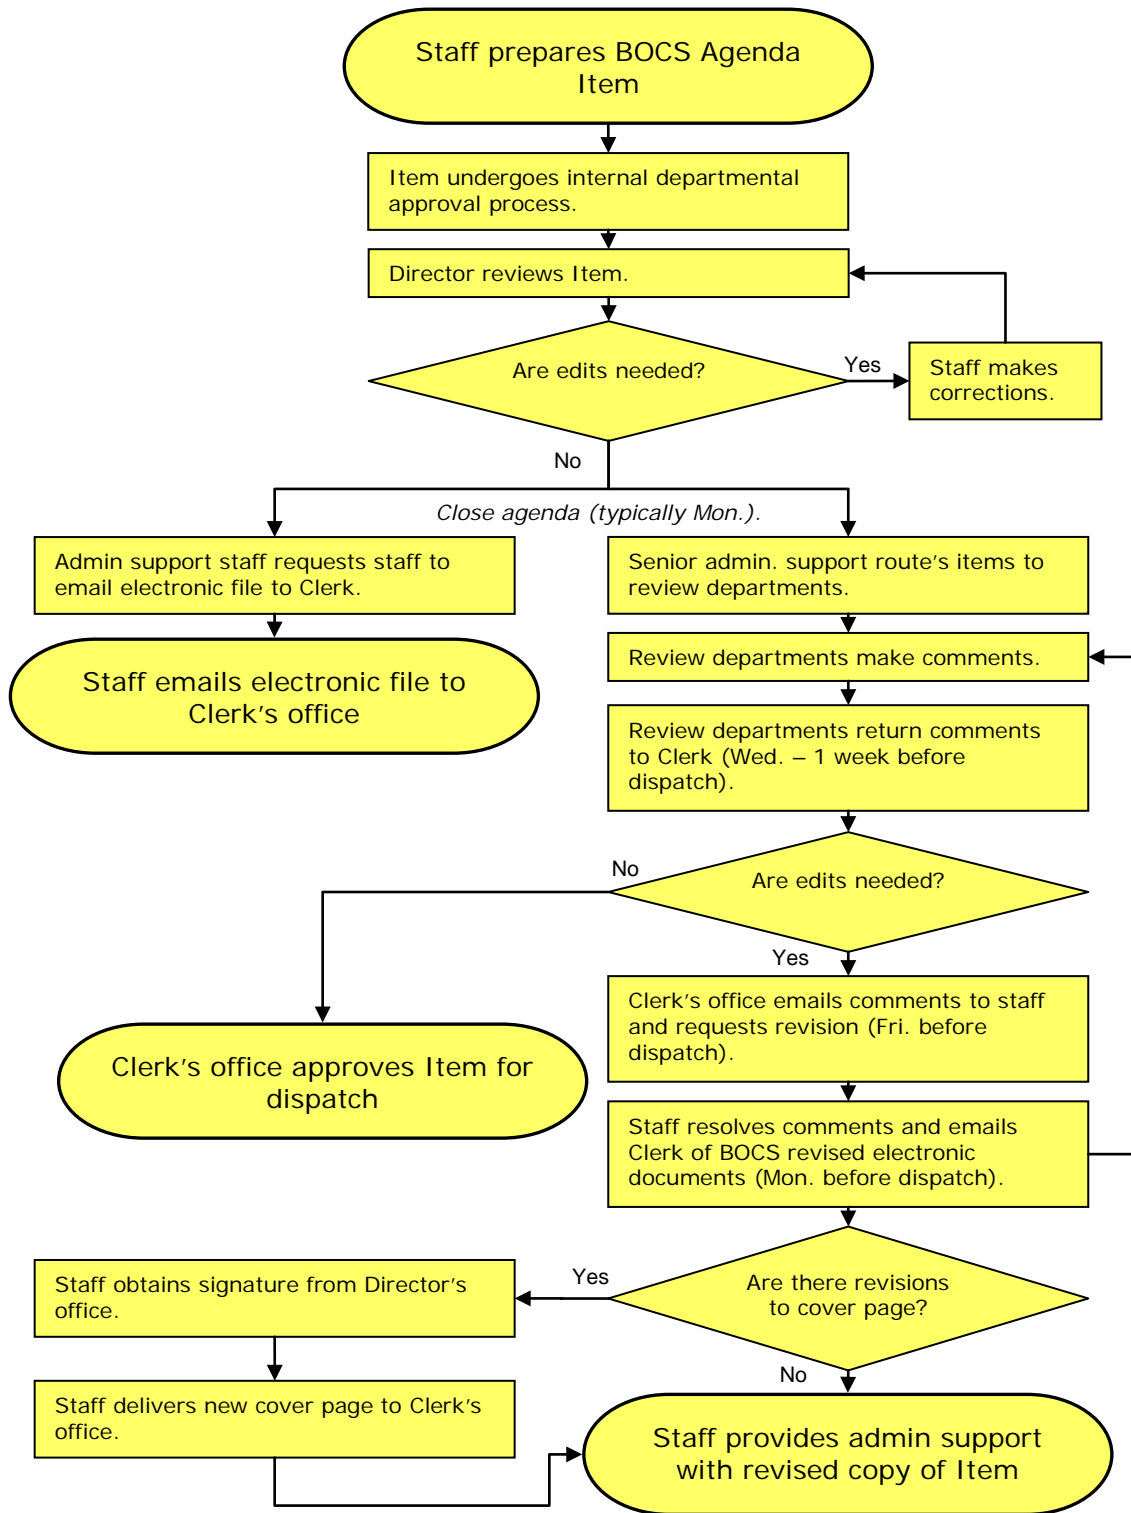 Staff prepares BOCS Agenda
Item
Item undergoes internal departmental
approval process.
Director reviews Item.
Are edits needed?
Yes
Staff makes
corrections.
No
Close agenda (typically Mon.).
Admin support staff requests staff to
email electronic file to Clerk.
Senior admin. support route's items to
review departments.
Staff emails electronic file to
Clerk's office
Review departments make comments.
Review departments return comments
to Clerk (Wed. – 1 week before
dispatch).
No
Are edits needed?
Yes
Clerk's office approves Item for
dispatch
Clerk's office emails comments to staff
and requests revision (Fri. before
dispatch).
Staff resolves comments and emails
Clerk of BOCS revised electronic
documents (Mon. before dispatch).
Are there revisions
to cover page?
Yes
Staff obtains signature from Director's
office.
No
Staff delivers new cover page to Clerk's
office.
Staff provides admin support
with revised copy of Item